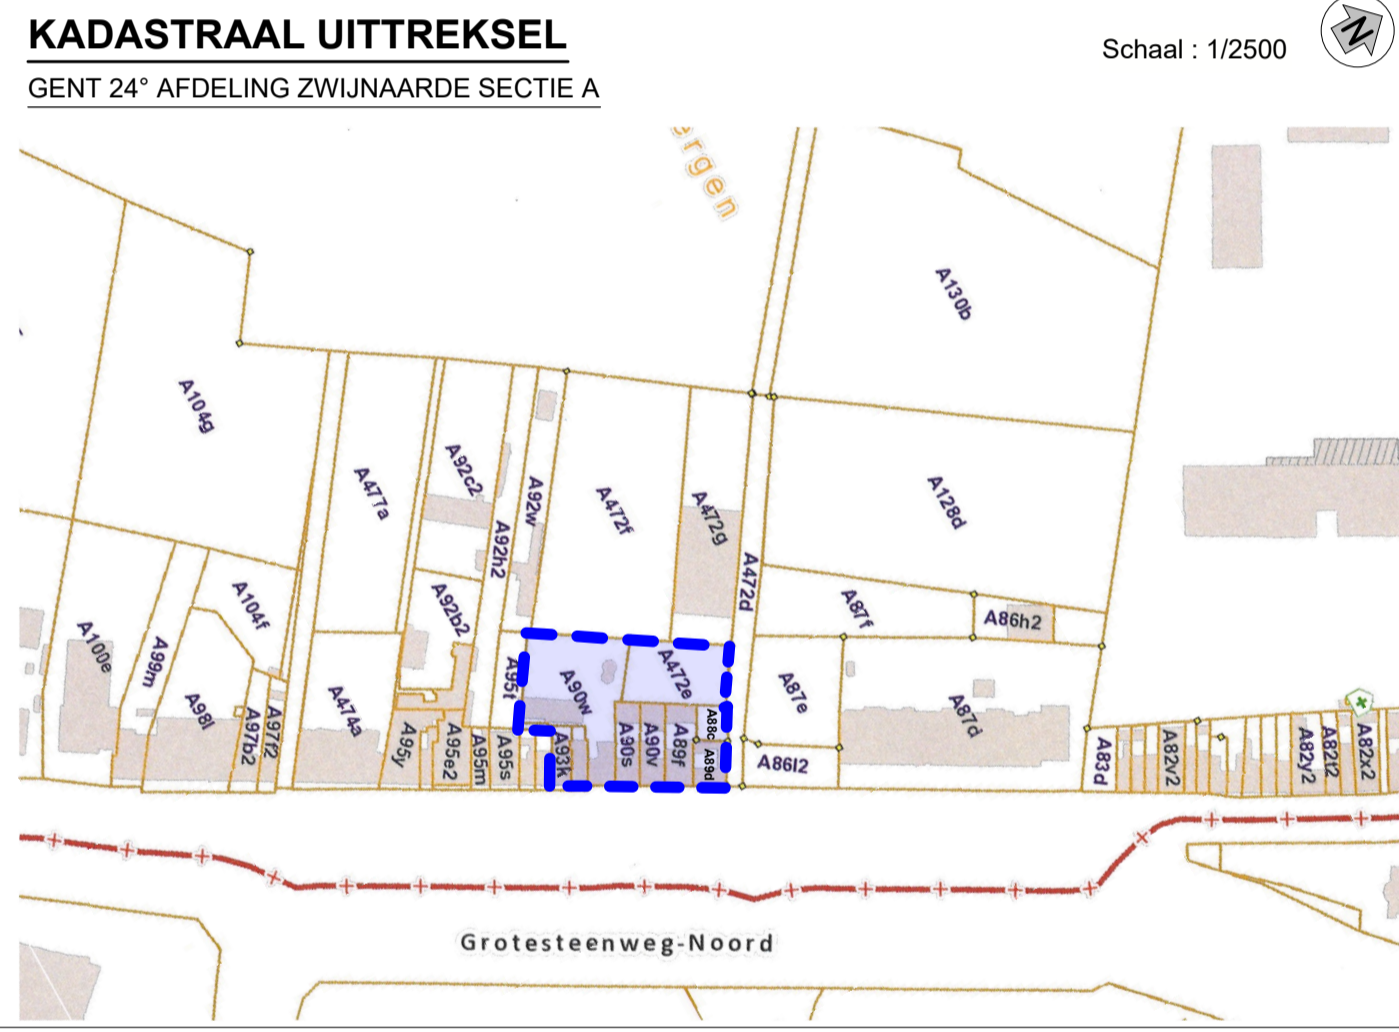 KADASTRAAL UITTREKSEL
Schaal : 1/2500
N
GENT 24° AFDELING ZWIJNAARDE SECTIE A
ergen
A130b
A104g
A477a
A92c2
A92w
A92h2
A472f
A472g
A128d
A472d
A104f
A92b2
A87f
A86h2
A100e
A99m
A98l
A97b2
A97f2
A474a
A95t
A90w
A472e
A87e
A87d
A95y
A95e2
A95m
A95s
A93k
A90s
A90v
A89f
A88c
A89d
A86l2
A83d
A82v2
A82y2
A82t2
A82x2
Grotesteenweg-Noord